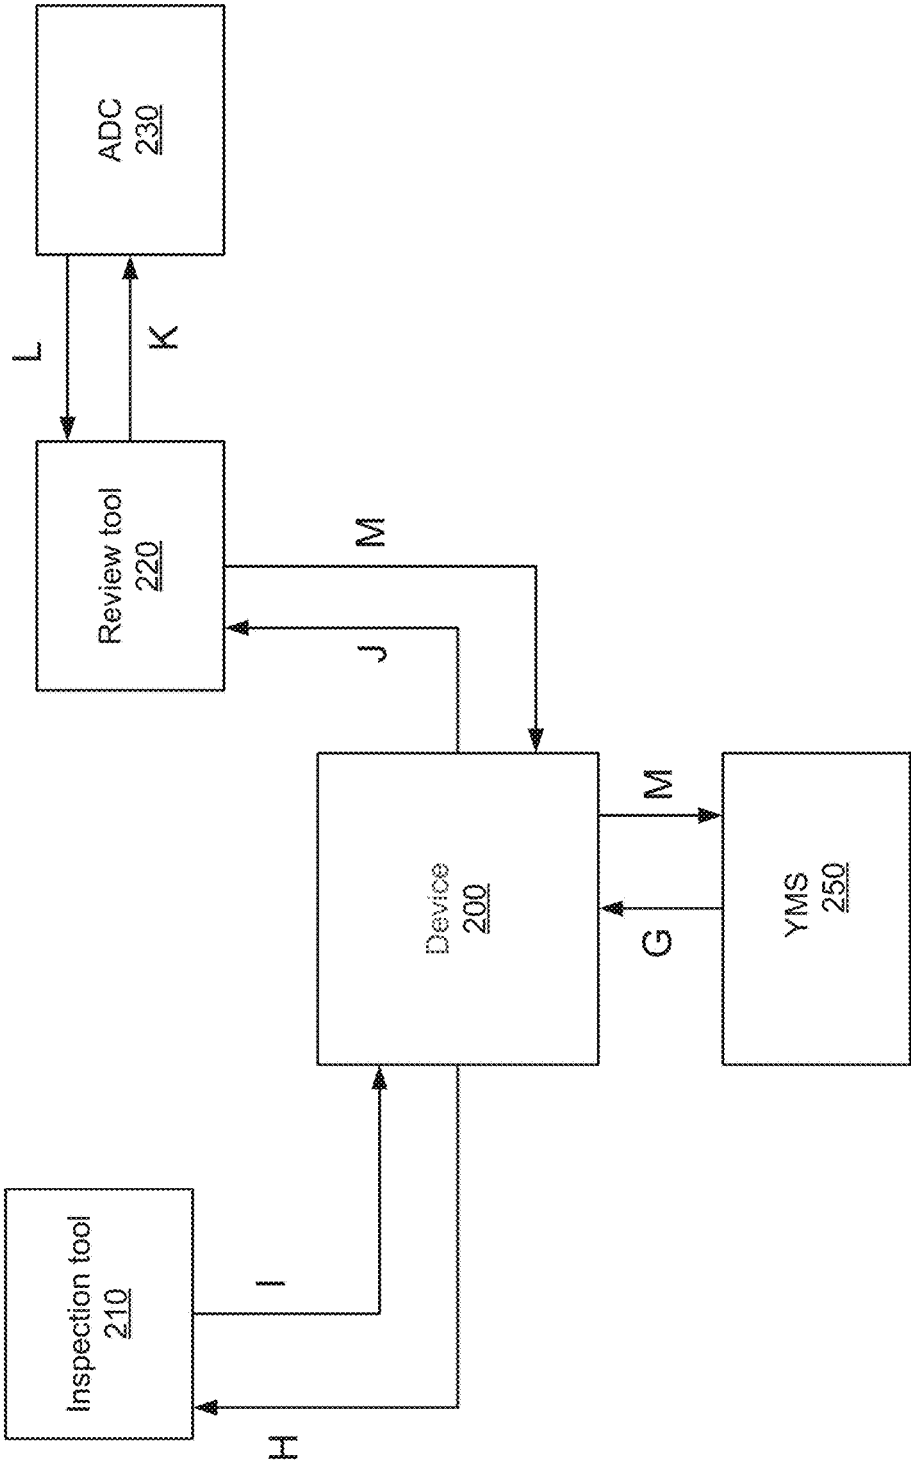 Inspection tool
210
H
I
Device
200
G
M
YMS
250
J
M
Review tool
220
L
K
ADC
230